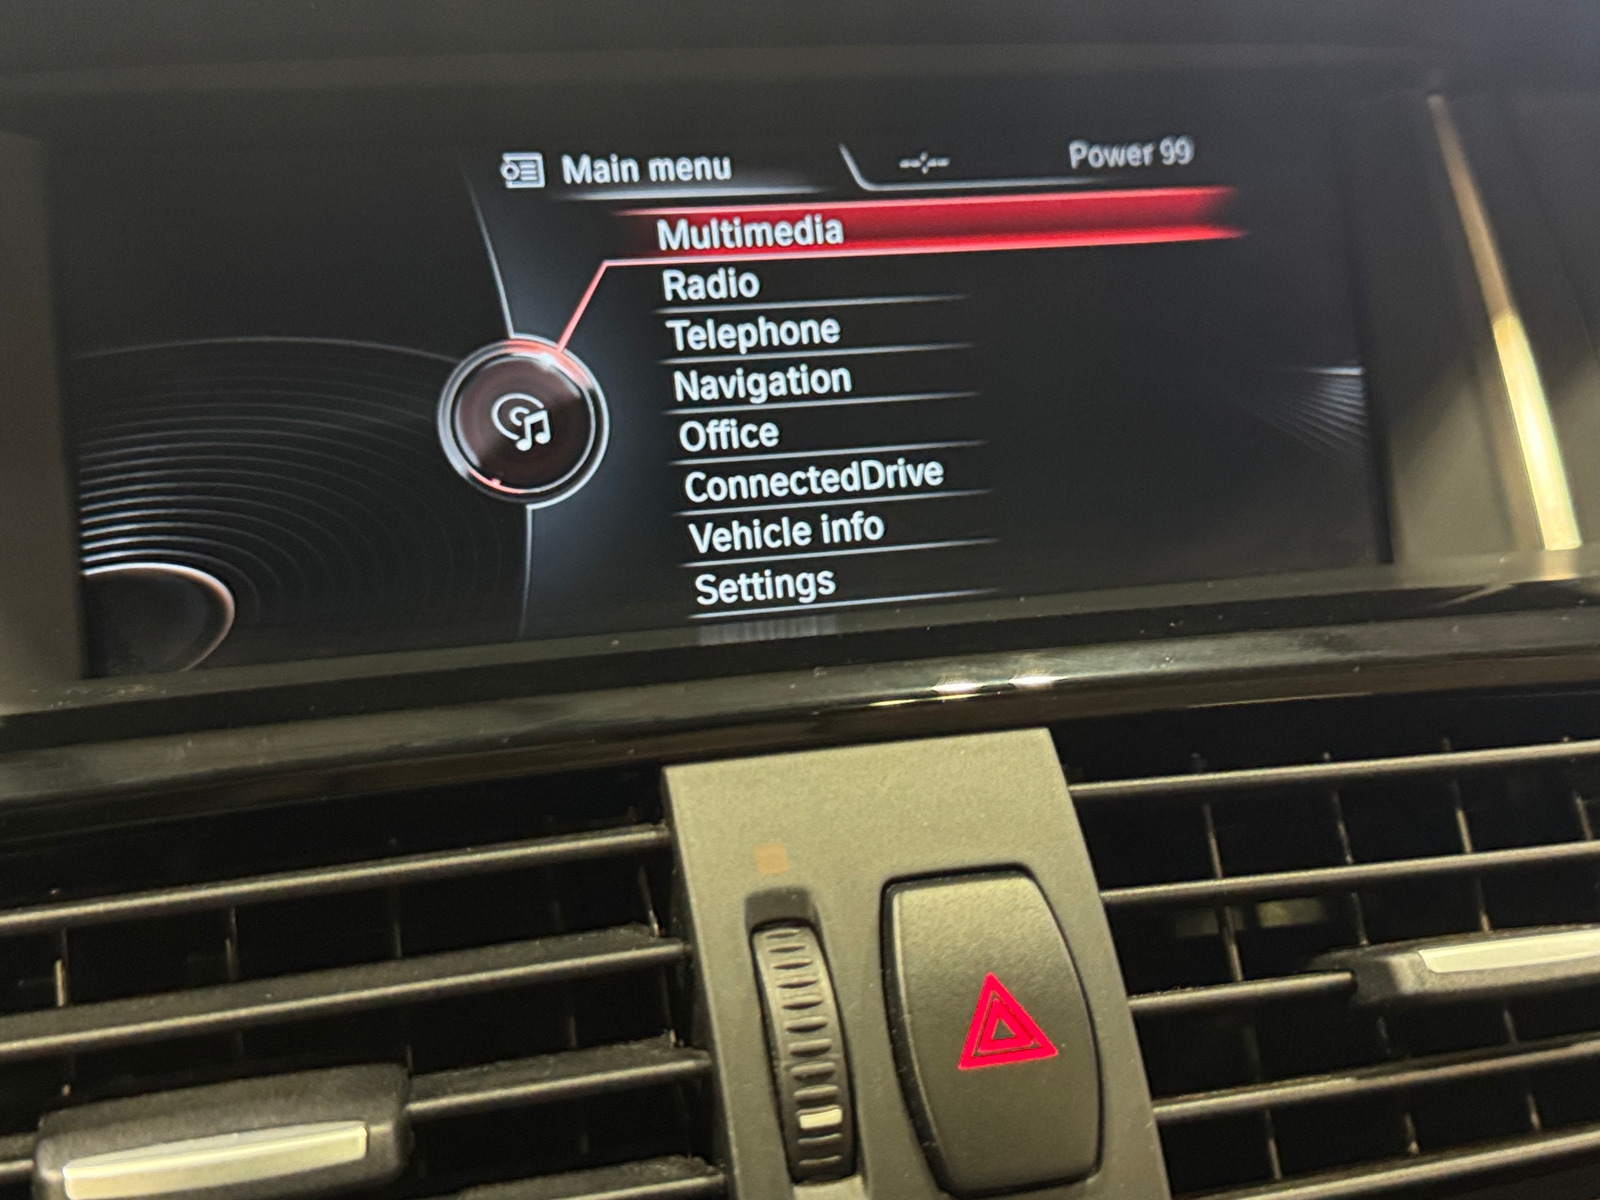 Main menu
--:-- Power 99
Multimedia
Radio
Telephone
Navigation
Office
ConnectedDrive
Vehicle info
Settings